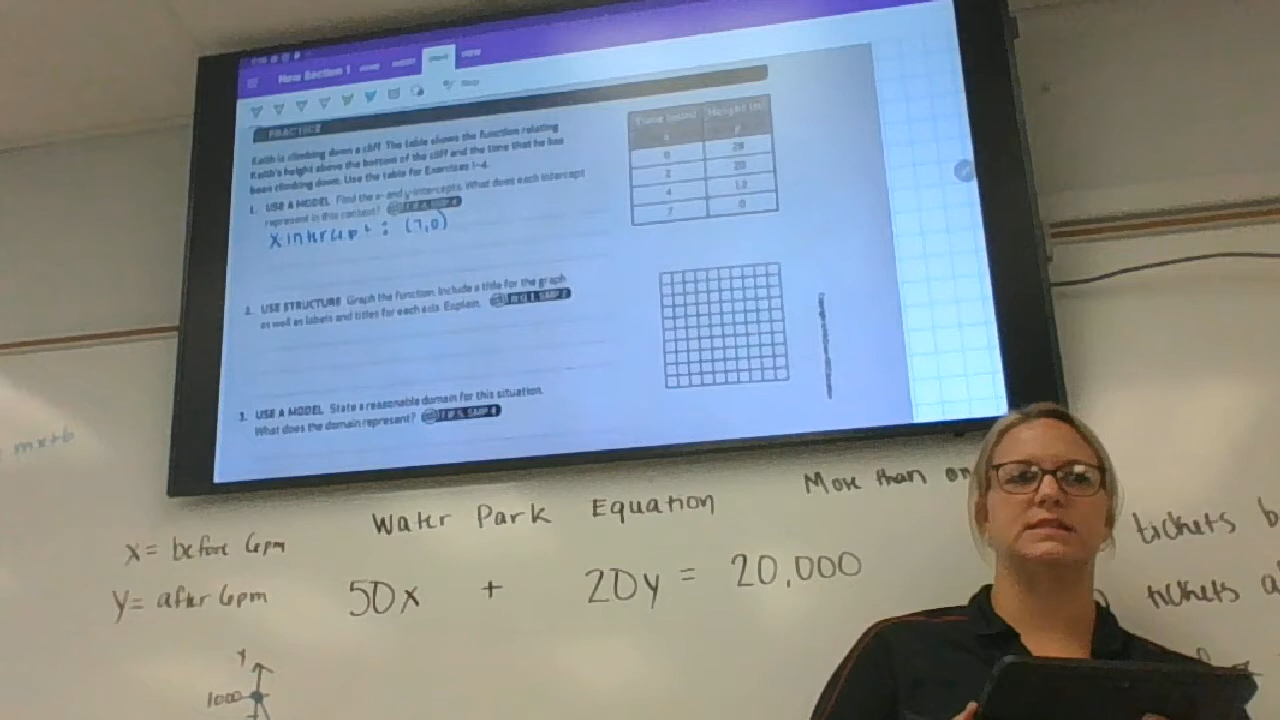 New Section 1
view
PRACTICE
Keith is climbing down a cliff. The table shows the function relating
Keith's height above the bottom of the cliff and the time that he has
been climbing down. Use the table for Exercises 1–4.
1. USE A MODEL Find the x- and y-intercepts. What does each intercept
represent in this context?
x intercept : (7,0)
x y
0 28
2 20
4 12
7 0
2. USE STRUCTURE Graph the function. Include a title for the graph
as well as labels and titles for each axis. Explain.
3. USE A MODEL State a reasonable domain for this situation.
What does the domain represent?
mx+b
Water Park Equation
More than on
x= before 6pm
y= after 6pm
50x + 20y = 20,000
tickets b
tickets a
Y
1000